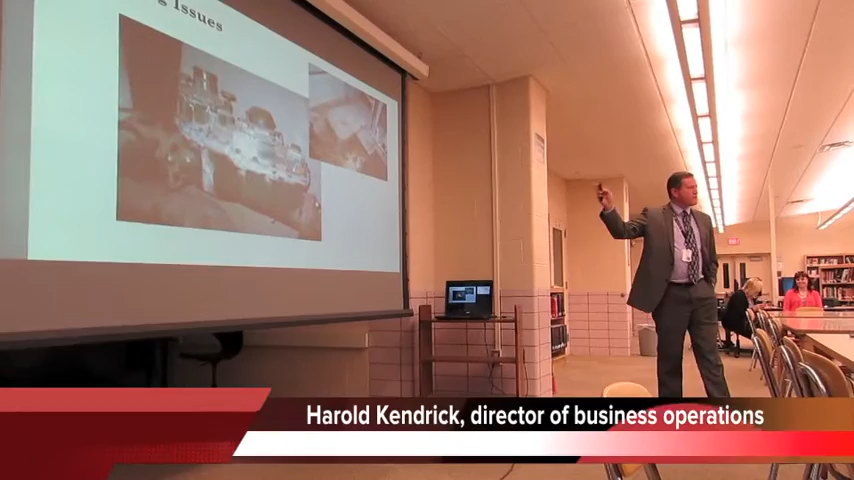 Issues
Harold Kendrick, director of business operations